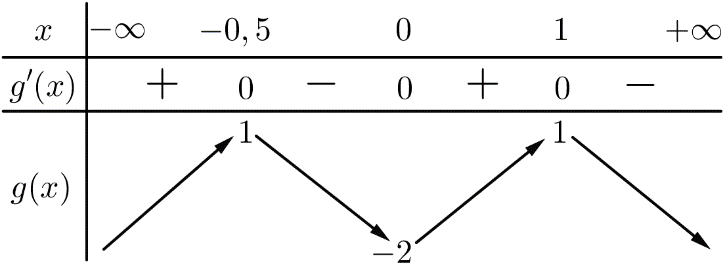 x −∞ −0,5 0 1 +∞
g′(x) + 0 − 0 + 0 −
1 1
g(x)
−2